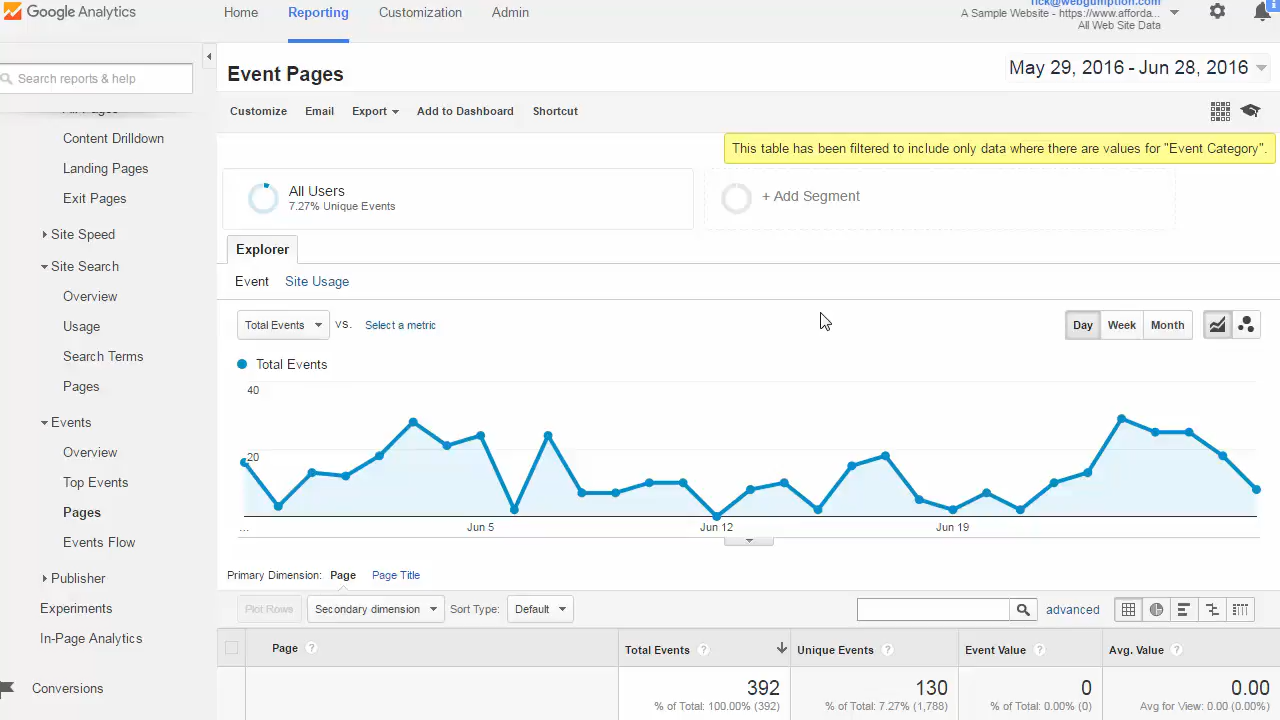 Google Analytics
Home
Reporting
Customization
Admin
rick@webgumption.com
A Sample Website - https://www.afforda...
All Web Site Data
Search reports & help
Event Pages
May 29, 2016 - Jun 28, 2016
Customize
Email
Export
Add to Dashboard
Shortcut
This table has been filtered to include only data where there are values for "Event Category".
All Users
7.27% Unique Events
+ Add Segment
Explorer
Event
Site Usage
Total Events
VS.
Select a metric
Day
Week
Month
Total Events
40
20
...
Jun 5
Jun 12
Jun 19
Primary Dimension:
Page
Page Title
Plot Rows
Secondary dimension
Sort Type:
Default
advanced
Page ?
Total Events ?
Unique Events ?
Event Value ?
Avg. Value ?
392
% of Total: 100.00% (392)
130
% of Total: 7.27% (1,788)
0
% of Total: 0.00% (0)
0.00
Avg for View: 0.00 (0.00%)
All Pages
Content Drilldown
Landing Pages
Exit Pages
Site Speed
Site Search
Overview
Usage
Search Terms
Pages
Events
Overview
Top Events
Pages
Events Flow
Publisher
Experiments
In-Page Analytics
Conversions